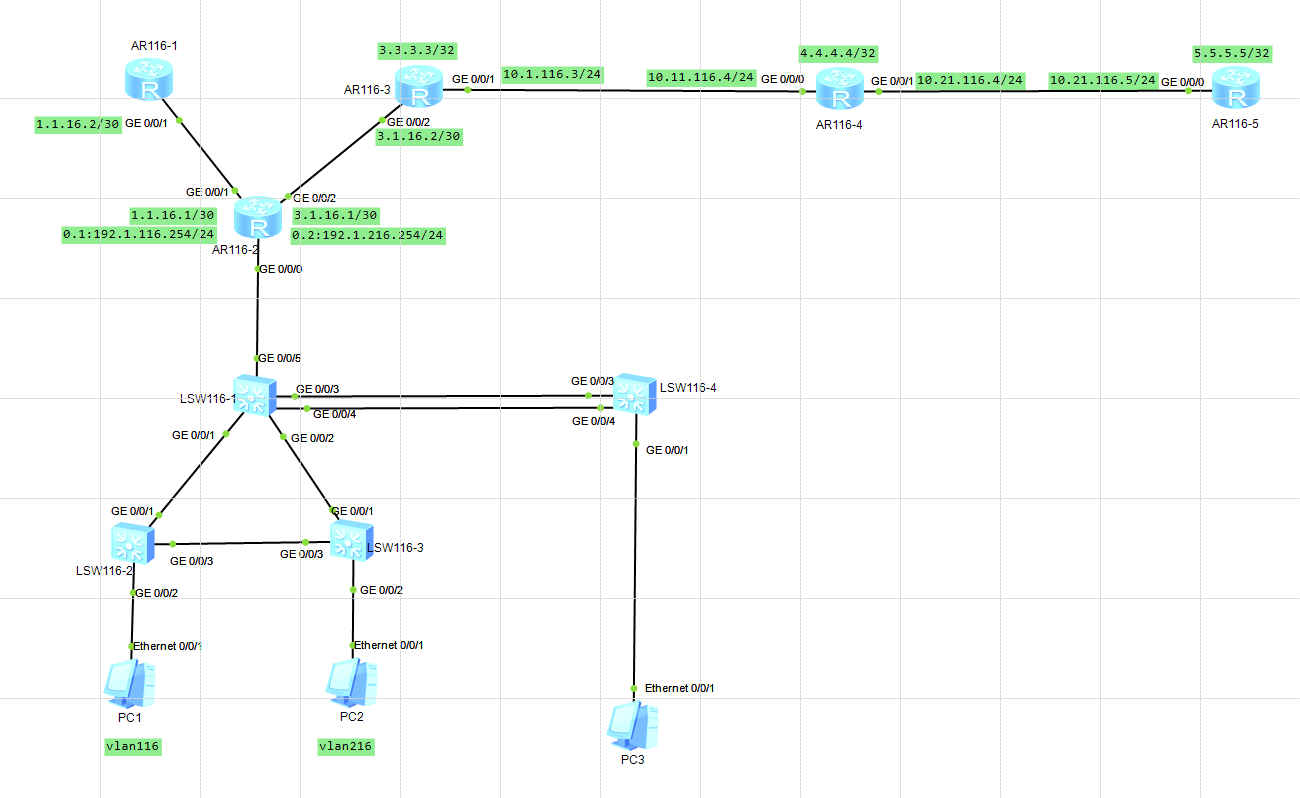 AR116-1
3.3.3.3/32
4.4.4.4/32
5.5.5.5/32
AR116-3
GE 0/0/1
10.1.116.3/24
10.11.116.4/24
GE 0/0/0
GE 0/0/1
10.21.116.4/24
10.21.116.5/24
GE 0/0/0
1.1.16.2/30
GE 0/0/1
GE 0/0/2
3.1.16.2/30
AR116-4
AR116-5
GE 0/0/1
GE 0/0/2
1.1.16.1/30
3.1.16.1/30
0.1:192.1.116.254/24
0.2:192.1.216.254/24
AR116-2
GE 0/0/0
GE 0/0/5
LSW116-1
GE 0/0/3
GE 0/0/3
LSW116-4
GE 0/0/4
GE 0/0/4
GE 0/0/1
GE 0/0/2
GE 0/0/1
GE 0/0/1
GE 0/0/1
LSW116-2
GE 0/0/3
GE 0/0/3
LSW116-3
GE 0/0/2
GE 0/0/2
Ethernet 0/0/1
Ethernet 0/0/1
Ethernet 0/0/1
PC1
PC2
vlan116
vlan216
PC3